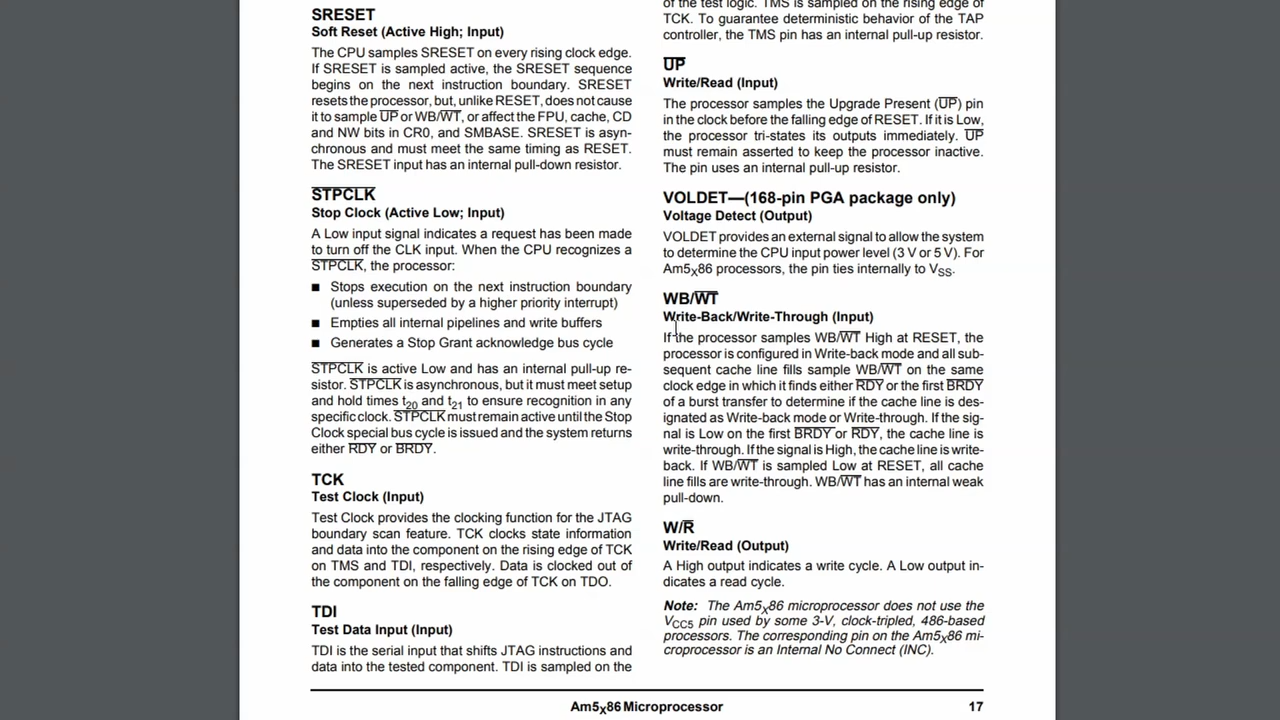 SRESET
Soft Reset (Active High; Input)
The CPU samples SRESET on every rising clock edge.
If SRESET is sampled active, the SRESET sequence
begins on the next instruction boundary. SRESET
resets the processor, but, unlike RESET, does not cause
it to sample UP or WB/WT, or affect the FPU, cache, CD
and NW bits in CR0, and SMBASE. SRESET is asyn-
chronous and must meet the same timing as RESET.
The SRESET input has an internal pull-down resistor.
STPCLK
Stop Clock (Active Low; Input)
A Low input signal indicates a request has been made
to turn off the CLK input. When the CPU recognizes a
STPCLK, the processor:
■ Stops execution on the next instruction boundary
(unless superseded by a higher priority interrupt)
■ Empties all internal pipelines and write buffers
■ Generates a Stop Grant acknowledge bus cycle
STPCLK is active Low and has an internal pull-up re-
sistor. STPCLK is asynchronous, but it must meet setup
and hold times t20 and t21 to ensure recognition in any
specific clock. STPCLK must remain active until the Stop
Clock special bus cycle is issued and the system returns
either RDY or BRDY.
TCK
Test Clock (Input)
Test Clock provides the clocking function for the JTAG
boundary scan feature. TCK clocks state information
and data into the component on the rising edge of TCK
on TMS and TDI, respectively. Data is clocked out of
the component on the falling edge of TCK on TDO.
TDI
Test Data Input (Input)
TDI is the serial input that shifts JTAG instructions and
data into the tested component. TDI is sampled on the
of the test logic. TMS is sampled on the rising edge of
TCK. To guarantee deterministic behavior of the TAP
controller, the TMS pin has an internal pull-up resistor.
UP
Write/Read (Input)
The processor samples the Upgrade Present (UP) pin
in the clock before the falling edge of RESET. If it is Low,
the processor tri-states its outputs immediately. UP
must remain asserted to keep the processor inactive.
The pin uses an internal pull-up resistor.
VOLDET—(168-pin PGA package only)
Voltage Detect (Output)
VOLDET provides an external signal to allow the system
to determine the CPU input power level (3 V or 5 V). For
Am5x86 processors, the pin ties internally to VSS.
WB/WT
Write-Back/Write-Through (Input)
If the processor samples WB/WT High at RESET, the
processor is configured in Write-back mode and all sub-
sequent cache line fills sample WB/WT on the same
clock edge in which it finds either RDY or the first BRDY
of a burst transfer to determine if the cache line is des-
ignated as Write-back mode or Write-through. If the sig-
nal is Low on the first BRDY or RDY, the cache line is
write-through. If the signal is High, the cache line is write-
back. If WB/WT is sampled Low at RESET, all cache
line fills are write-through. WB/WT has an internal weak
pull-down.
W/R
Write/Read (Output)
A High output indicates a write cycle. A Low output in-
dicates a read cycle.
Note: The Am5x86 microprocessor does not use the
VCC5 pin used by some 3-V, clock-tripled, 486-based
processors. The corresponding pin on the Am5x86 mi-
croprocessor is an Internal No Connect (INC).
Am5x86 Microprocessor
17